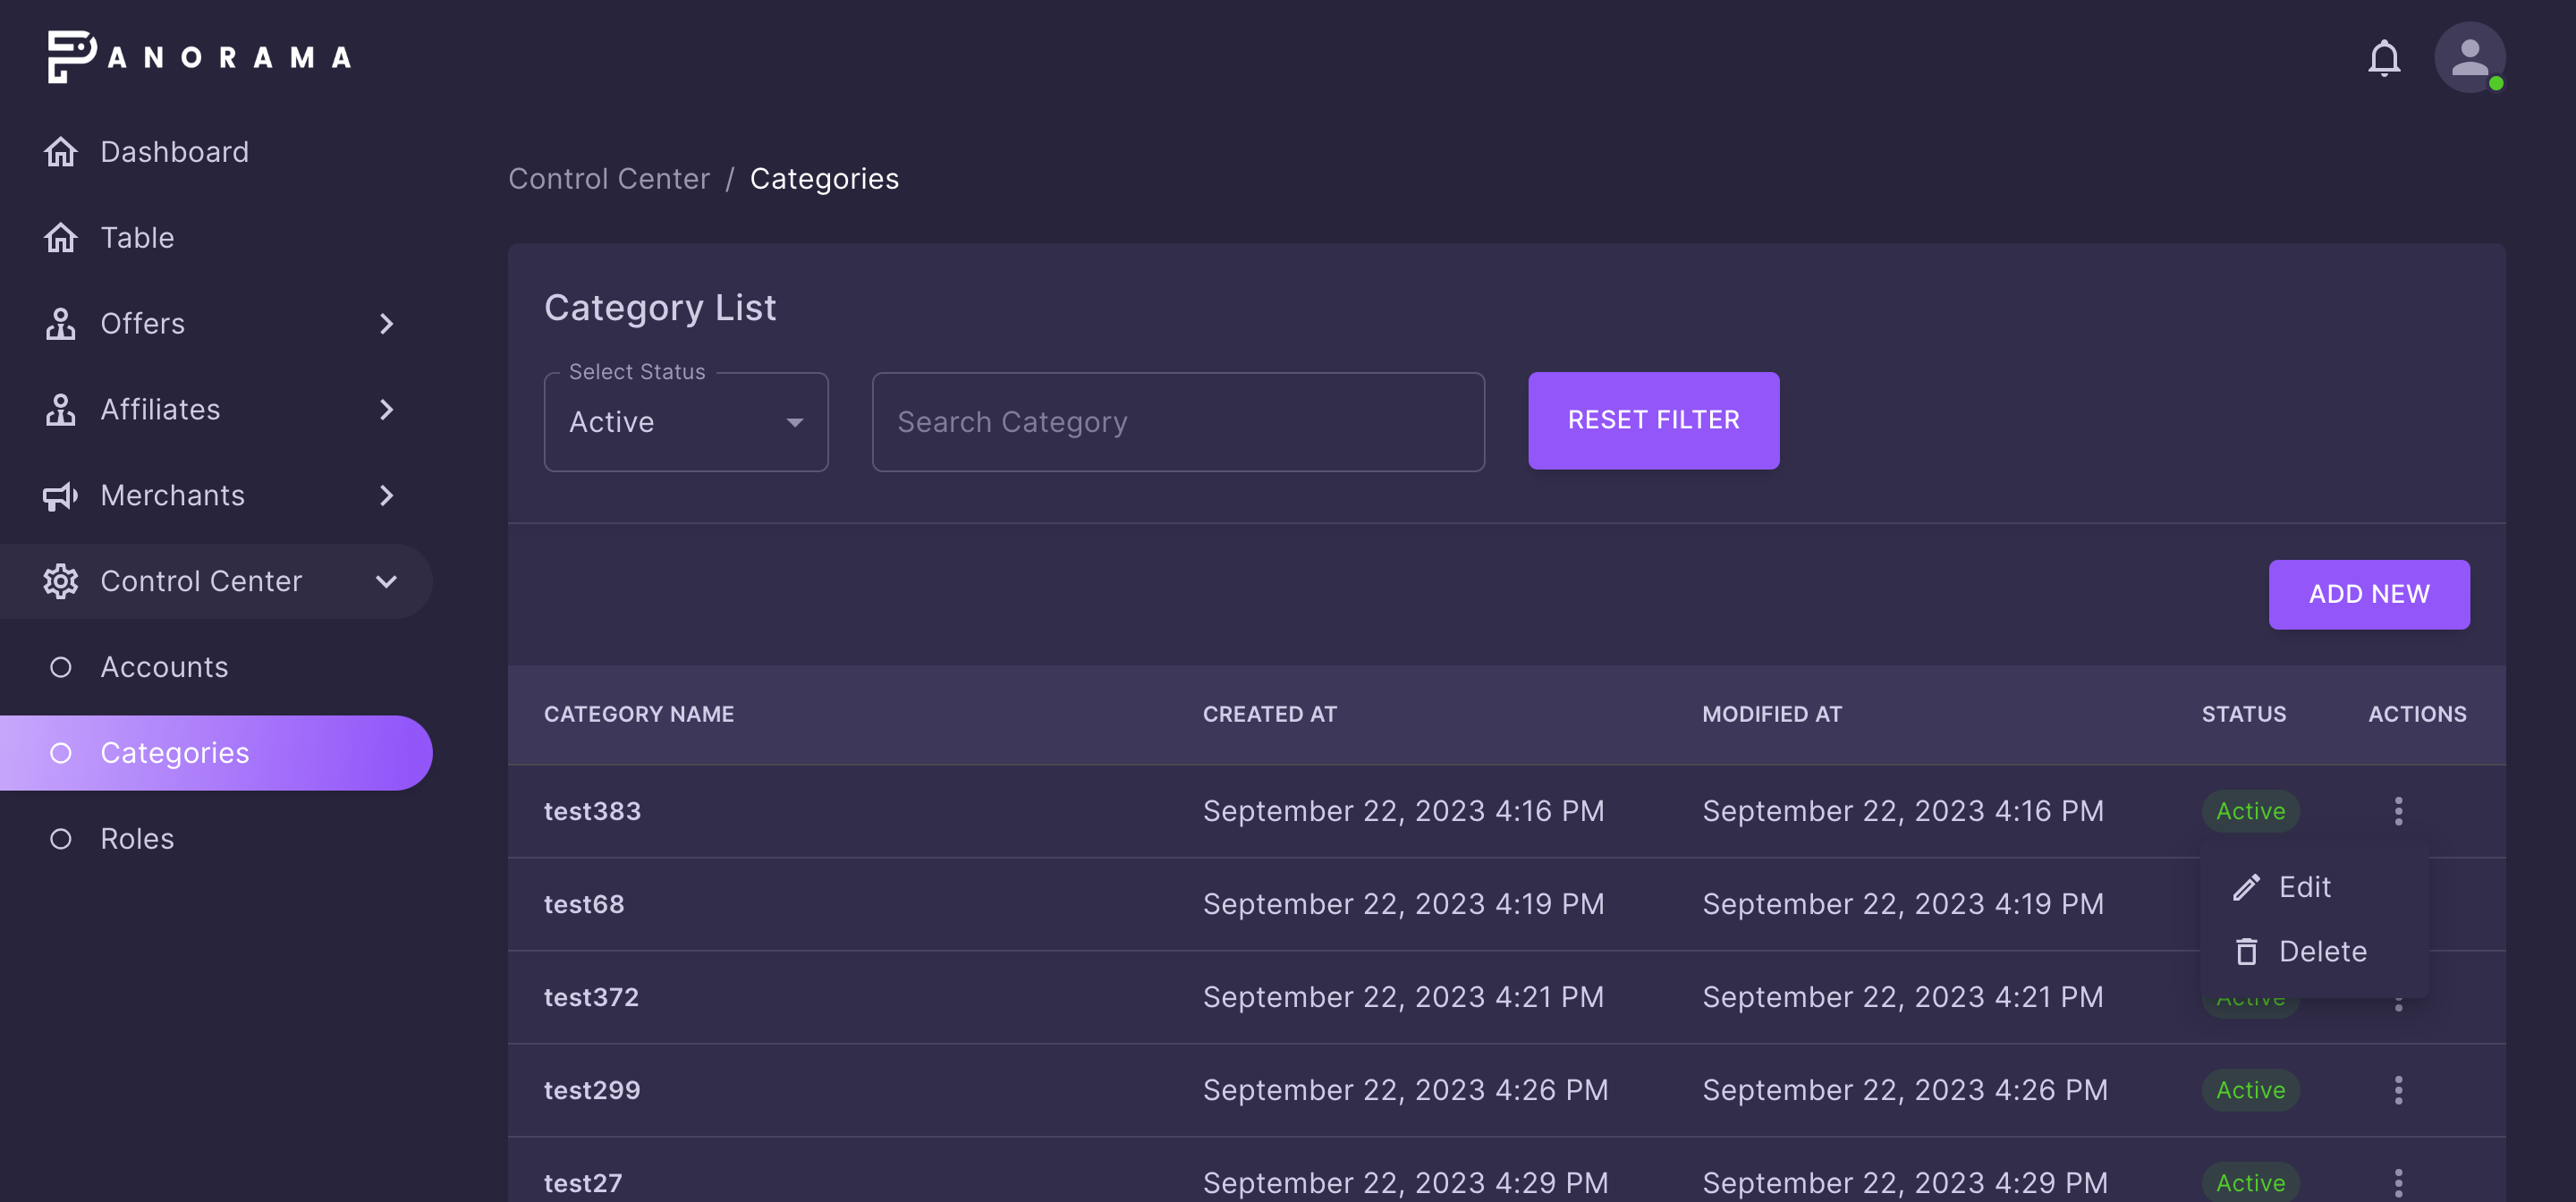 PANORAMA
Dashboard
Table
Offers
Affiliates
Merchants
Control Center
Accounts
Categories
Roles
Control Center / Categories
Category List
Select Status
Active
Search Category
RESET FILTER
ADD NEW
CATEGORY NAME CREATED AT MODIFIED AT STATUS ACTIONS
test383 September 22, 2023 4:16 PM September 22, 2023 4:16 PM Active
test68 September 22, 2023 4:19 PM September 22, 2023 4:19 PM
Edit
Delete
test372 September 22, 2023 4:21 PM September 22, 2023 4:21 PM Active
test299 September 22, 2023 4:26 PM September 22, 2023 4:26 PM Active
test27 September 22, 2023 4:29 PM September 22, 2023 4:29 PM Active